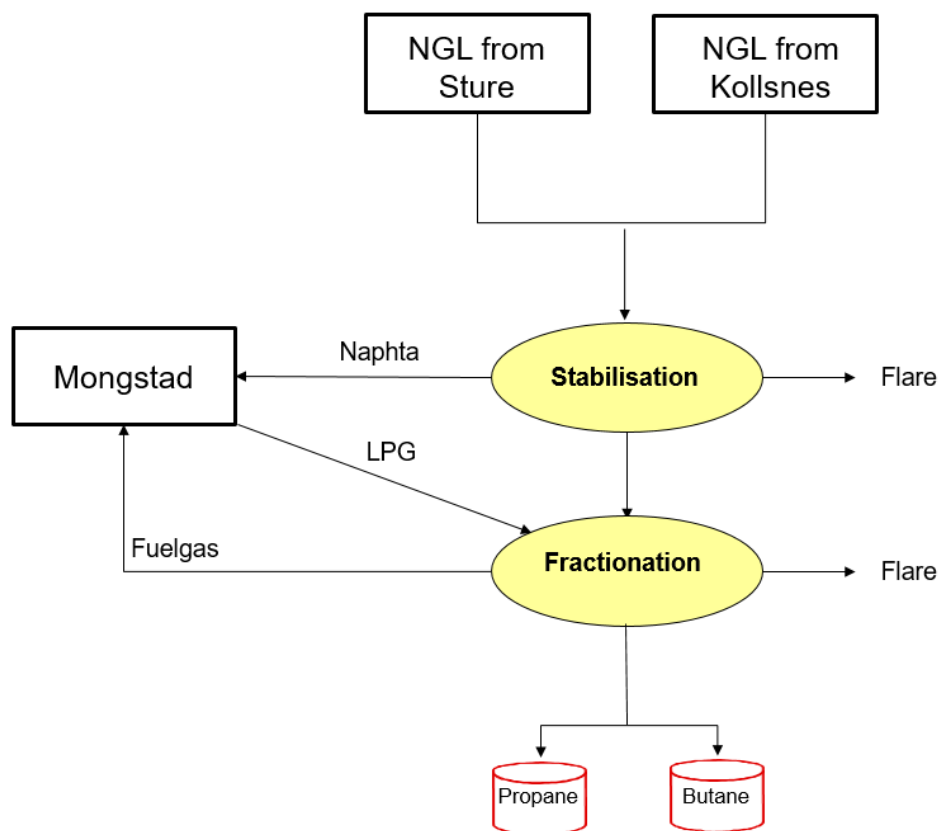 NGL from
Sture
NGL from
Kollsnes
Naphta
Mongstad
Stabilisation
Flare
LPG
Fuelgas
Fractionation
Flare
Propane
Butane